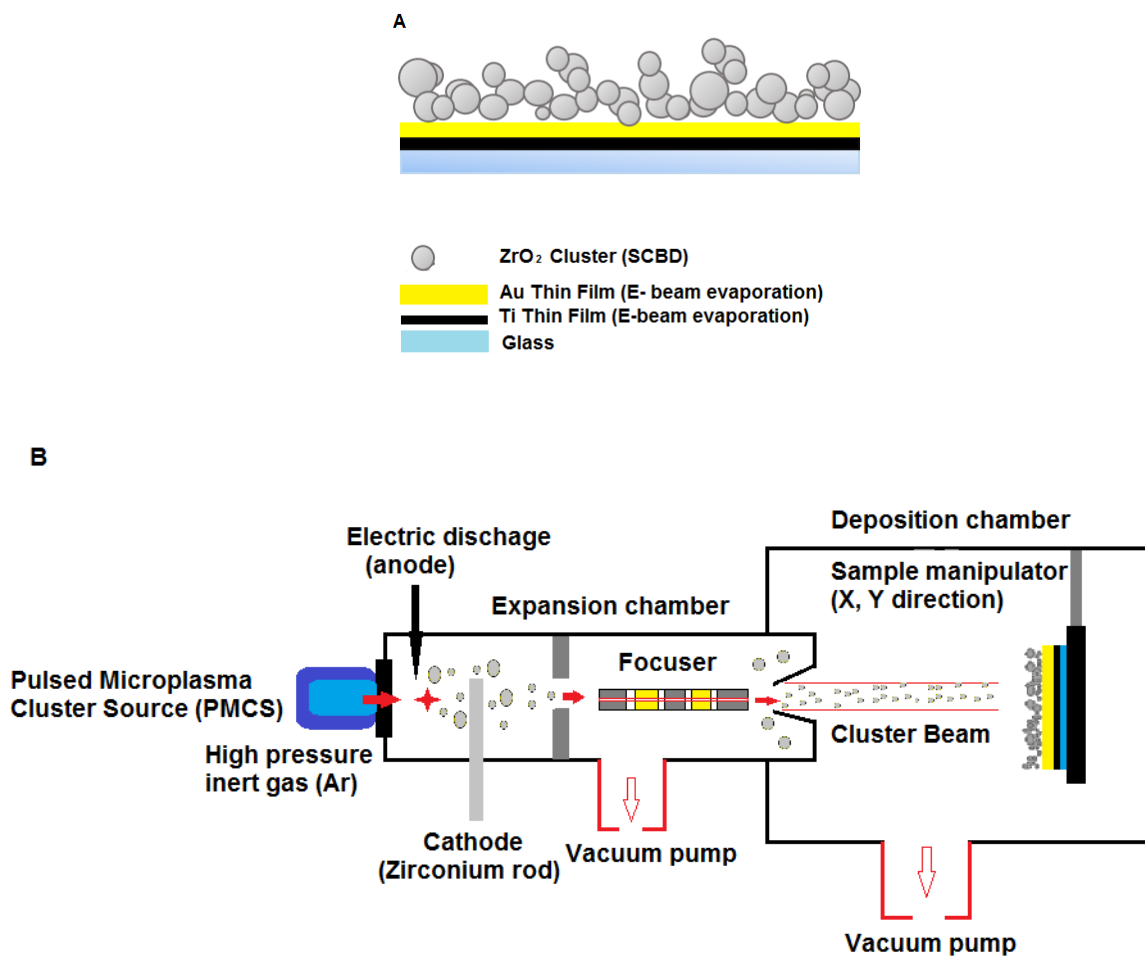 A
ZrO₂ Cluster (SCBD)
Au Thin Film (E- beam evaporation)
Ti Thin Film (E-beam evaporation)
Glass
B
Electric dischage
(anode)
Expansion chamber
Focuser
Deposition chamber
Sample manipulator
(X, Y direction)
Pulsed Microplasma
Cluster Source (PMCS)
High pressure
inert gas (Ar)
Cathode
(Zirconium rod)
Vacuum pump
Cluster Beam
Vacuum pump